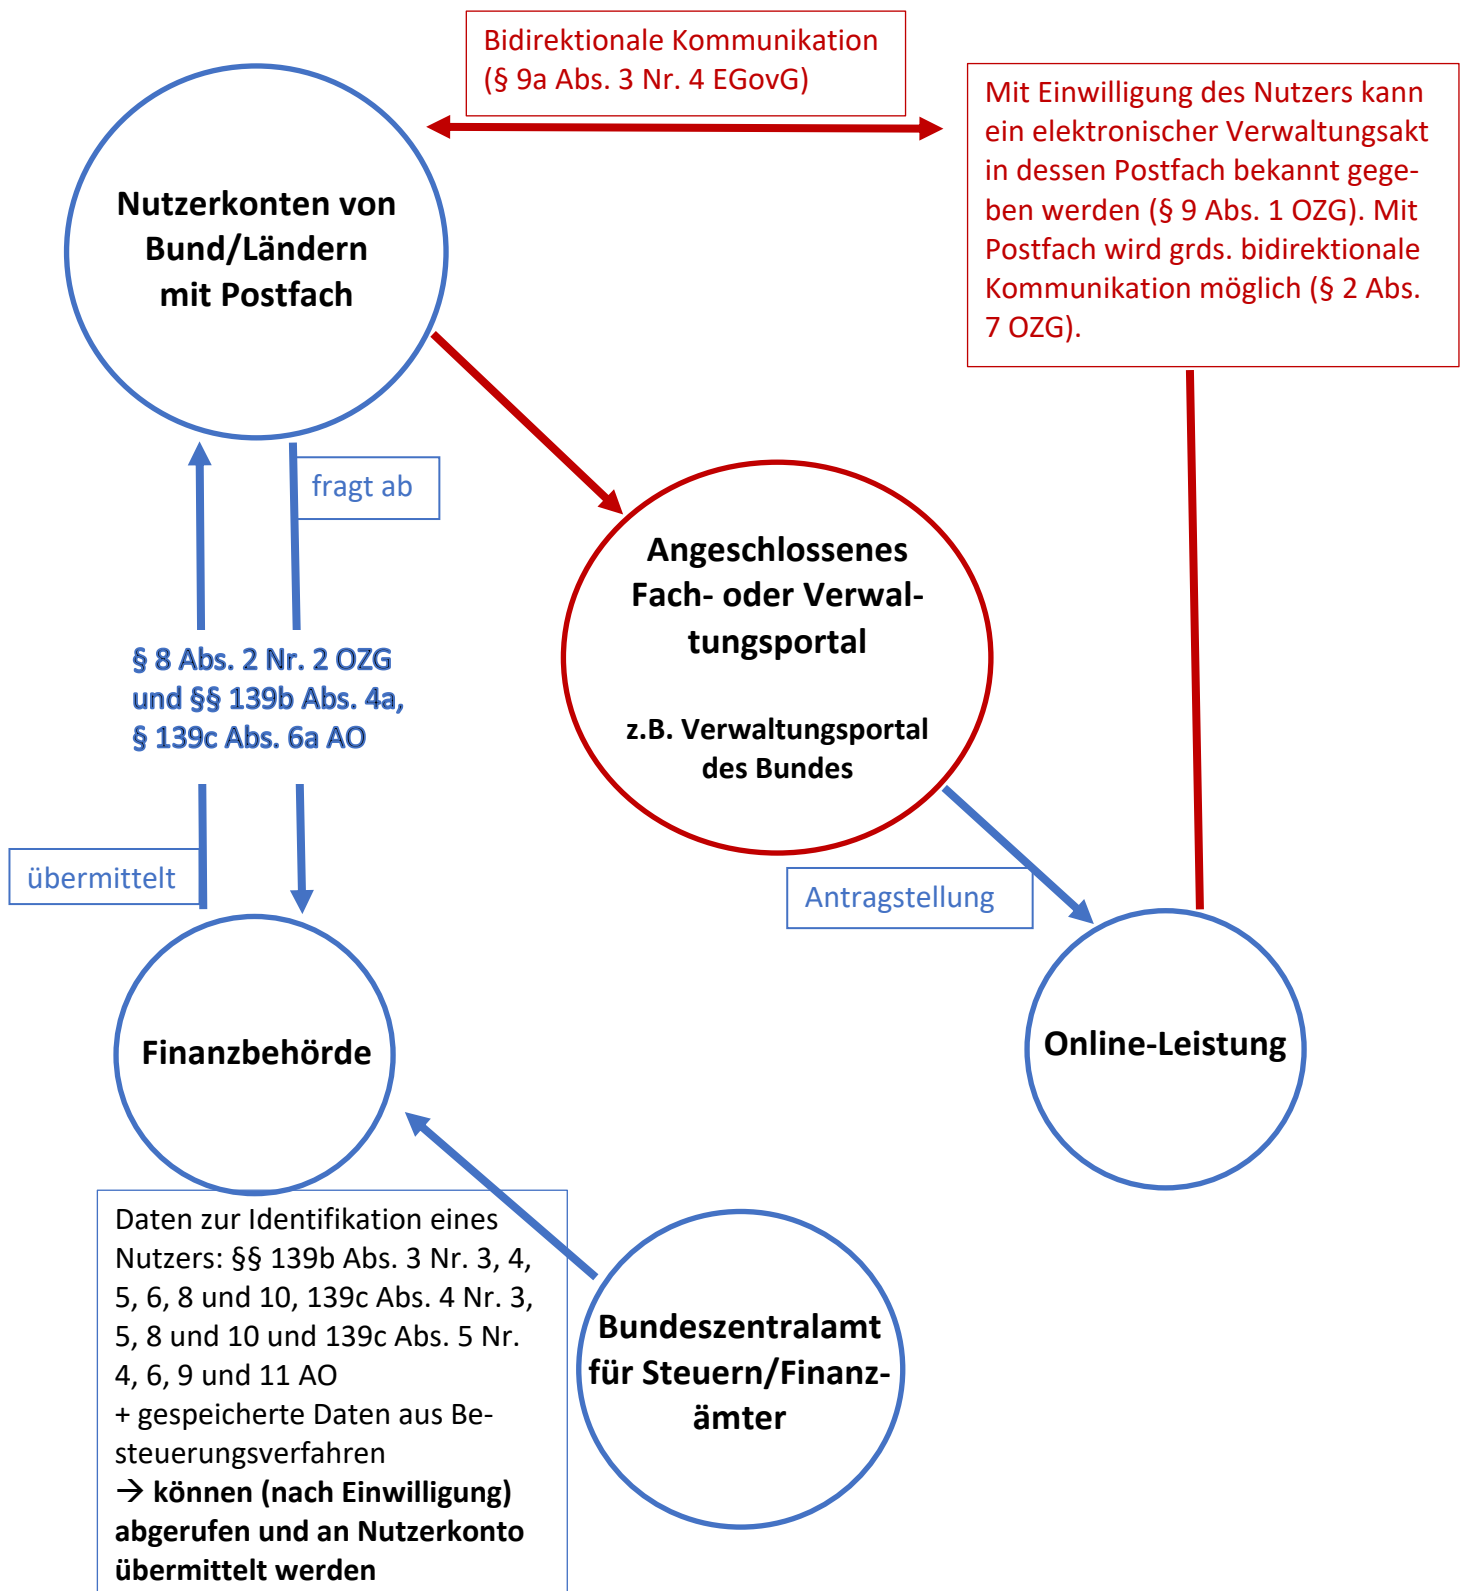 Bidirektionale Kommunikation
(§ 9a Abs. 3 Nr. 4 EGovG)
Mit Einwilligung des Nutzers kann
ein elektronischer Verwaltungsakt
in dessen Postfach bekannt gege-
ben werden (§ 9 Abs. 1 OZG). Mit
Postfach wird grds. bidirektionale
Kommunikation möglich (§ 2 Abs.
7 OZG).
Nutzerkonten von
Bund/Ländern
mit Postfach
fragt ab
Angeschlossenes
Fach- oder Verwal-
tungsportal
z.B. Verwaltungsportal
des Bundes
§ 8 Abs. 2 Nr. 2 OZG
und §§ 139b Abs. 4a,
§ 139c Abs. 6a AO
übermittelt
Antragstellung
Finanzbehörde
Online-Leistung
Daten zur Identifikation eines
Nutzers: §§ 139b Abs. 3 Nr. 3, 4,
5, 6, 8 und 10, 139c Abs. 4 Nr. 3,
5, 8 und 10 und 139c Abs. 5 Nr.
4, 6, 9 und 11 AO
+ gespeicherte Daten aus Be-
steuerungsverfahren
→ können (nach Einwilligung)
abgerufen und an Nutzerkonto
übermittelt werden
Bundeszentralamt
für Steuern/Finanz-
ämter